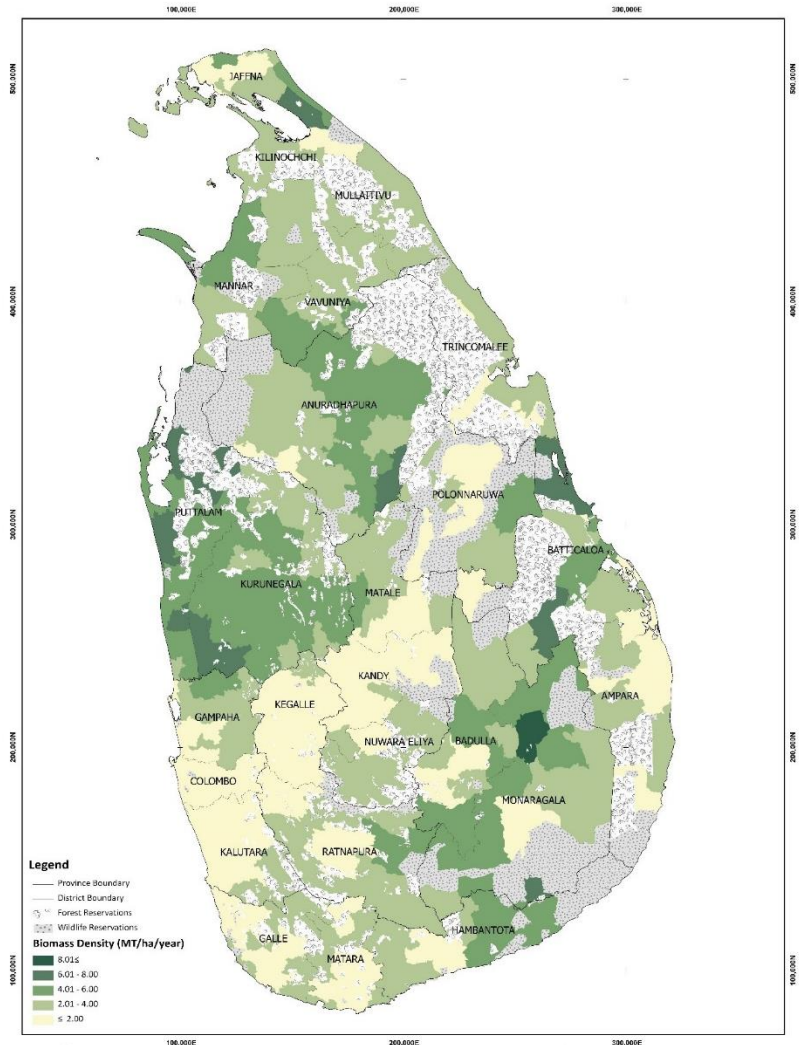 100,000E 200,000E 300,000E
500,000N 500,000N
JAFFNA
KILINOCHCHI
MULLAITIVU
MANNAR
400,000N 400,000N
VAVUNIYA
TRINCOMALEE
ANURADHAPURA
POLONNARUWA
PUTTALAM
300,000N 300,000N
BATTICALOA
KURUNEGALA
MATALE
KANDY
AMPARA
KEGALLE
GAMPAHA
NUWARA ELIYA BADULLA
200,000N 200,000N
COLOMBO
MONARAGALA
KALUTARA RATNAPURA
Legend
Province Boundary
District Boundary
Forest Reservations
Wildlife Reservations
Biomass Density (MT/ha/year)
8.01≤
6.01 - 8.00
4.01 - 6.00
2.01 - 4.00
≤ 2.00
HAMBANTOTA
GALLE
MATARA
100,000N 100,000N
100,000E 200,000E 300,000E